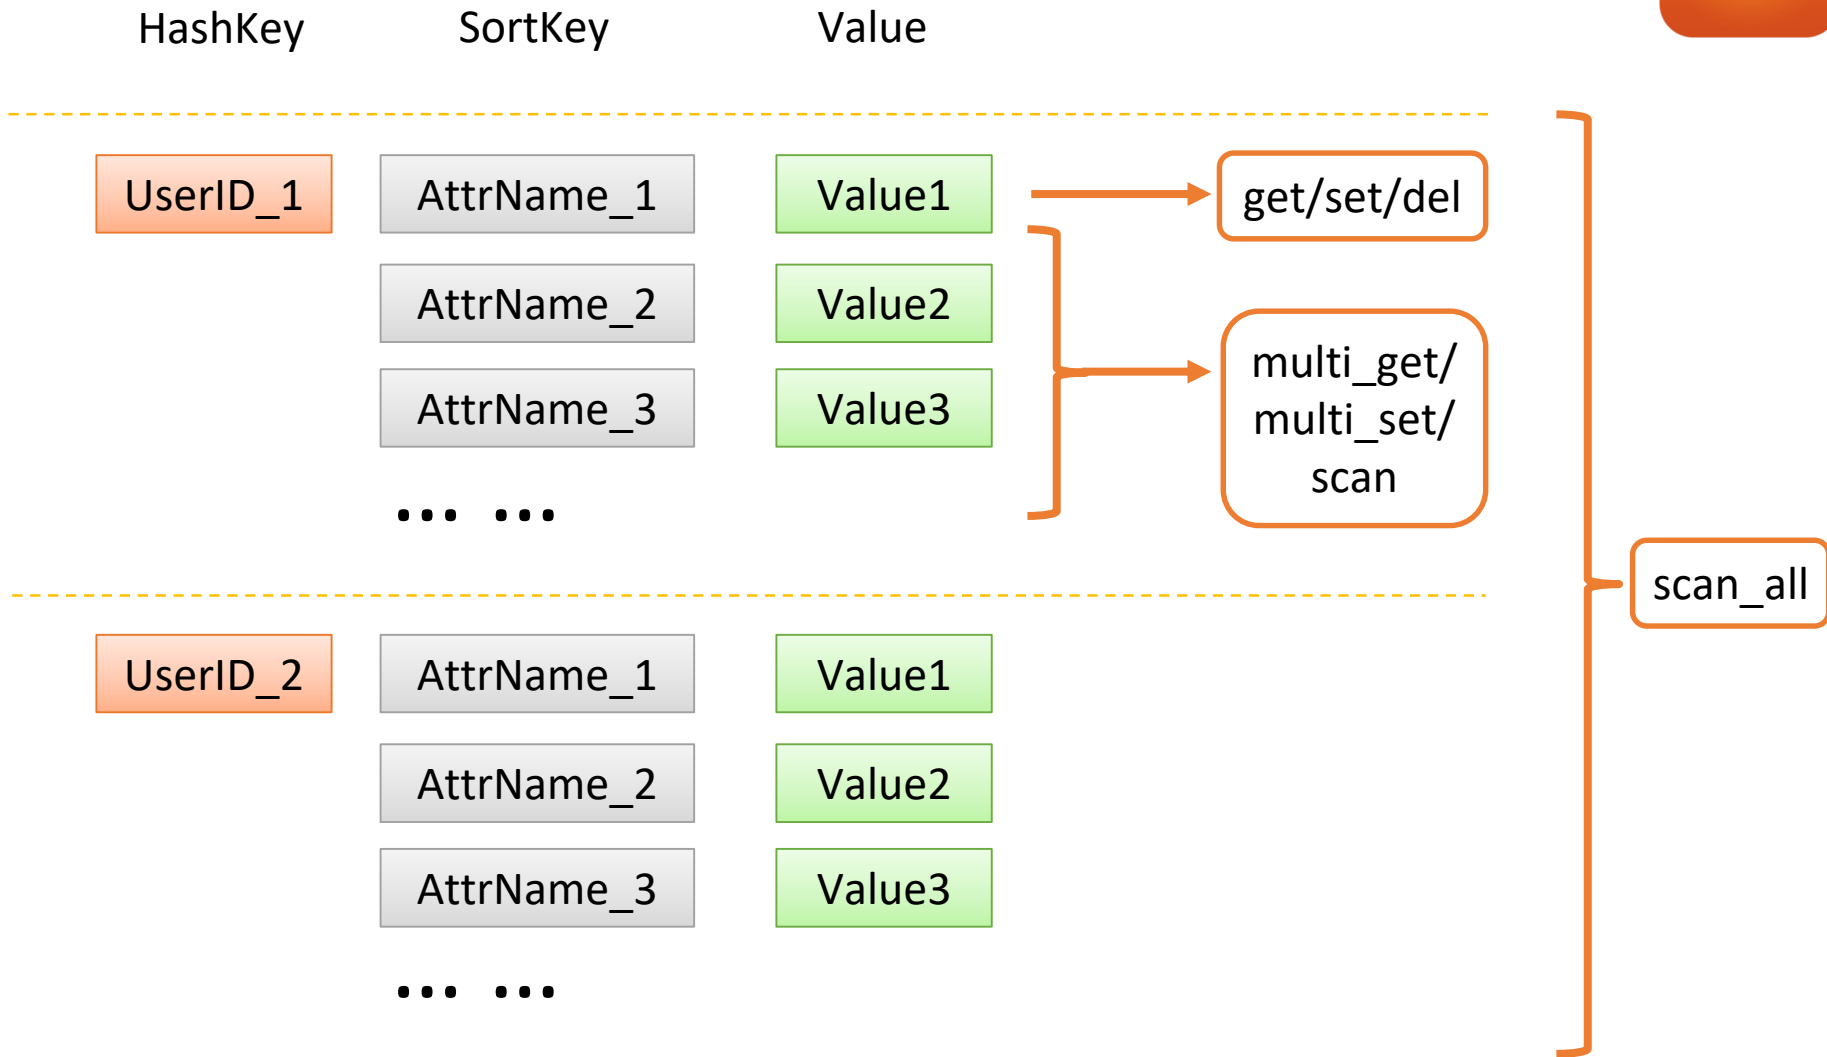 HashKey SortKey Value
UserID_1 AttrName_1 Value1 get/set/del
AttrName_2 Value2
multi_get/
AttrName_3 Value3 multi_set/
scan
... ...
scan_all
UserID_2 AttrName_1 Value1
AttrName_2 Value2
AttrName_3 Value3
... ...